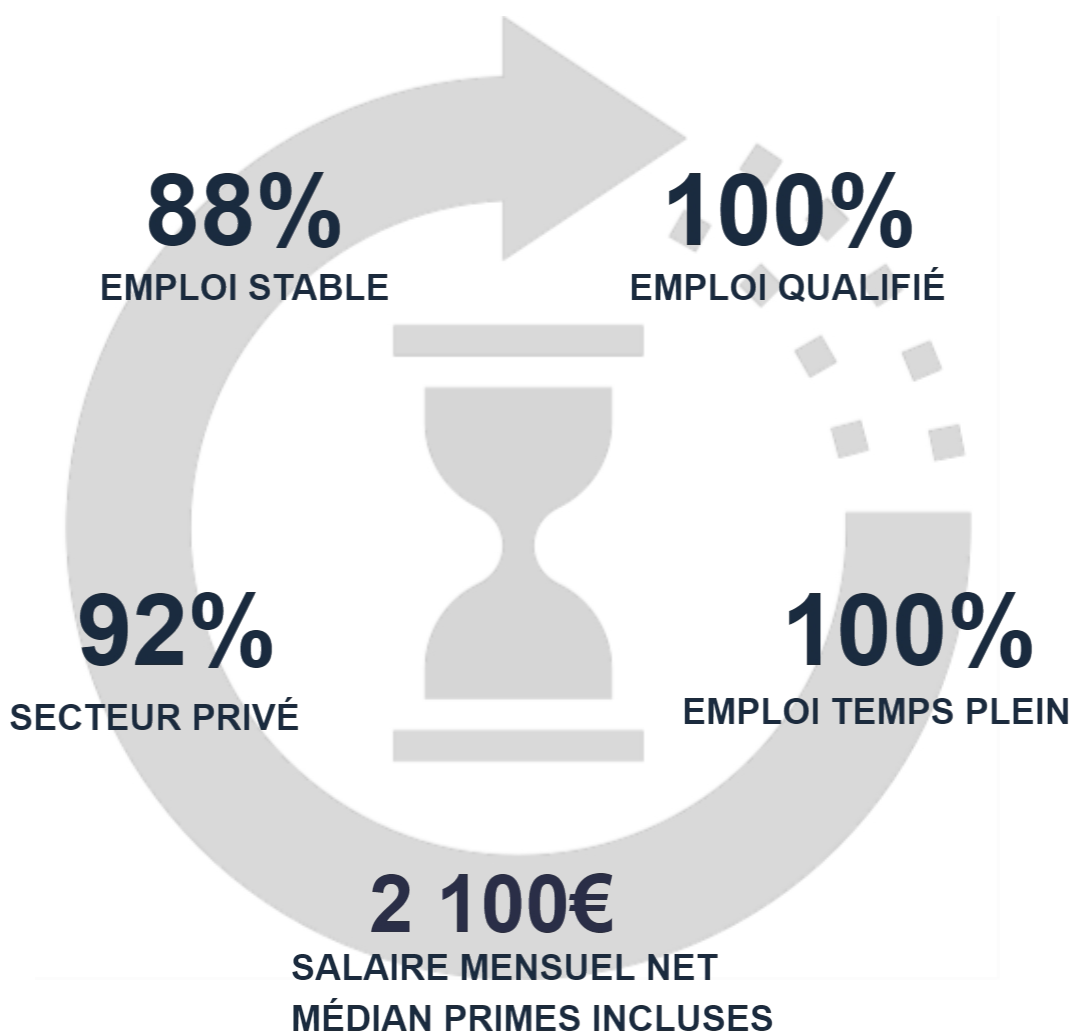 88%
EMPLOI STABLE
100%
EMPLOI QUALIFIÉ
92%
SECTEUR PRIVÉ
100%
EMPLOI TEMPS PLEIN
2 100€
SALAIRE MENSUEL NET
MÉDIAN PRIMES INCLUSES